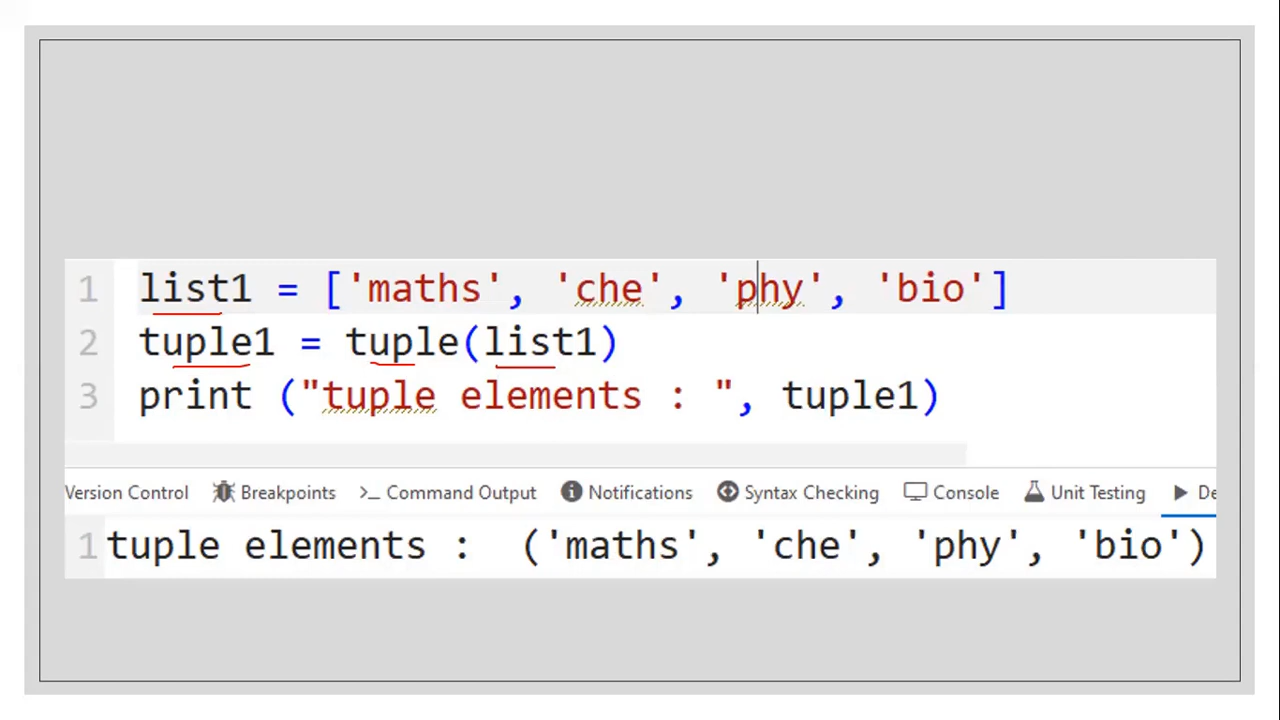 1 list1 = ['maths', 'che', 'phy', 'bio']
2 tuple1 = tuple(list1)
3 print ("tuple elements : ", tuple1)
Version Control Breakpoints Command Output Notifications Syntax Checking Console Unit Testing De
1 tuple elements :  ('maths', 'che', 'phy', 'bio')